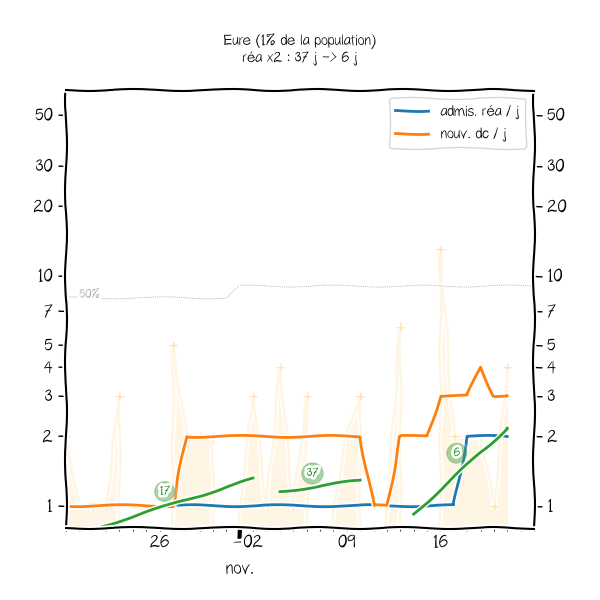 Eure (1% de la population)
réa x2 : 37 j -> 6 j
admis. réa / j
nouv. dc / j
50 50
30 30
20 20
10 10
7 7
5 5
4 4
3 3
2 2
1 1
50%
17
37
6
26 02 09 16
nov.